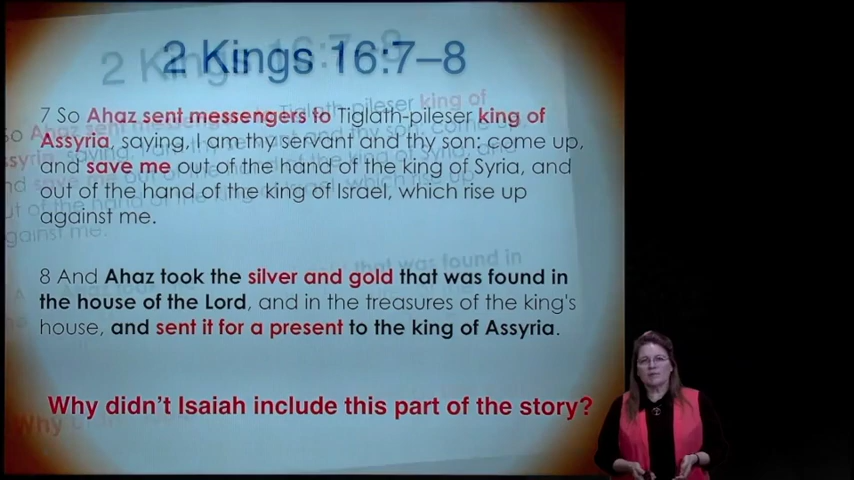 2 Kings 16:7–8
7 So Ahaz sent messengers to Tiglath-pileser king of
Assyria, saying, I am thy servant and thy son: come up,
and save me out of the hand of the king of Syria, and
out of the hand of the king of Israel, which rise up
against me.
8 And Ahaz took the silver and gold that was found in
the house of the Lord, and in the treasures of the king's
house, and sent it for a present to the king of Assyria.
Why didn't Isaiah include this part of the story?